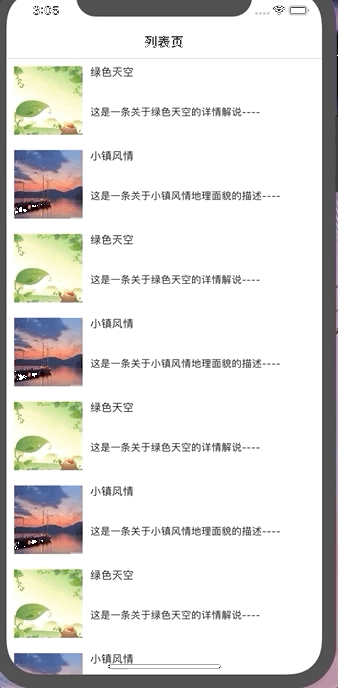 3:05
列表页
绿色天空
这是一条关于绿色天空的详情解说----
小镇风情
这是一条关于小镇风情地理面貌的描述----
绿色天空
这是一条关于绿色天空的详情解说----
小镇风情
这是一条关于小镇风情地理面貌的描述----
绿色天空
这是一条关于绿色天空的详情解说----
小镇风情
这是一条关于小镇风情地理面貌的描述----
绿色天空
这是一条关于绿色天空的详情解说----
小镇风情